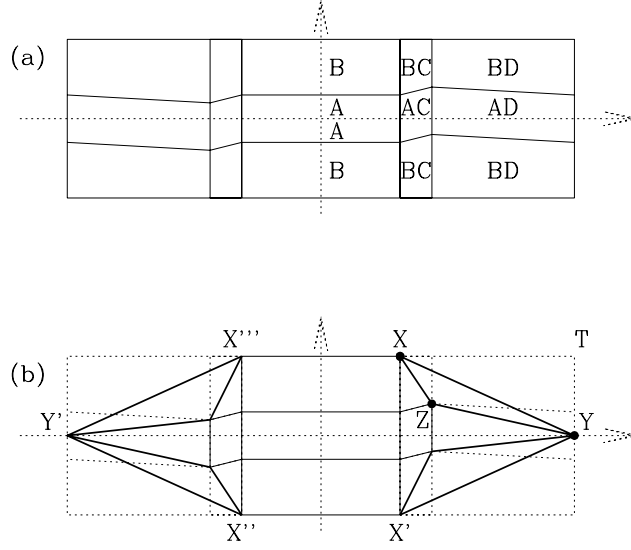 (a)
B BC BD
A AC AD
A
B BC BD
X''' X T
(b)
Y' Z Y
X'' X'